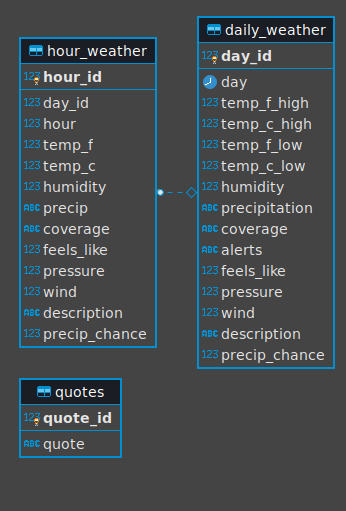 hour_weather
123 hour_id
123 day_id
123 hour
123 temp_f
123 temp_c
123 humidity
ABC precip
ABC coverage
123 feels_like
123 pressure
123 wind
ABC description
123 precip_chance
daily_weather
123 day_id
day
123 temp_f_high
123 temp_c_high
123 temp_f_low
123 temp_c_low
123 humidity
ABC precipitation
ABC coverage
ABC alerts
123 feels_like
123 pressure
123 wind
ABC description
123 precip_chance
quotes
123 quote_id
ABC quote